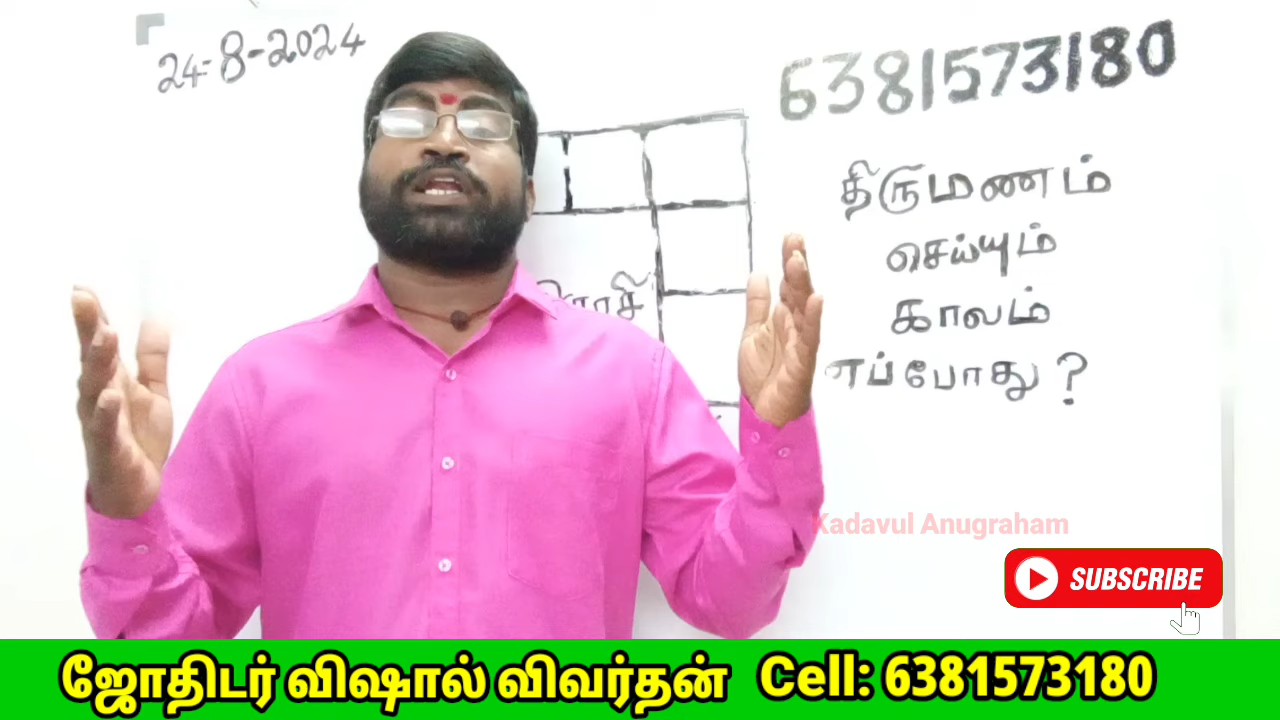 24-8-2024
6381573180
திருமணம்
செய்யும்
காலம்
எப்போது ?
ராசி
Kadavul Anugraham
SUBSCRIBE
ஜோதிடர் விஷால் விவர்தன் Cell: 6381573180